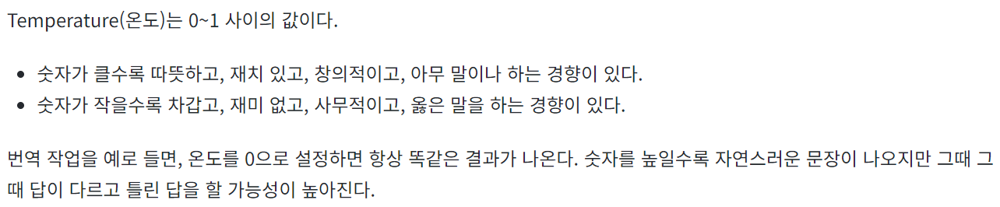 Temperature(온도)는 0~1 사이의 값이다.
숫자가 클수록 따뜻하고, 재치 있고, 창의적이고, 아무 말이나 하는 경향이 있다.
숫자가 작을수록 차갑고, 재미 없고, 사무적이고, 옳은 말을 하는 경향이 있다.
번역 작업을 예로 들면, 온도를 0으로 설정하면 항상 똑같은 결과가 나온다. 숫자를 높일수록 자연스러운 문장이 나오지만 그때 그
때 답이 다르고 틀린 답을 할 가능성이 높아진다.